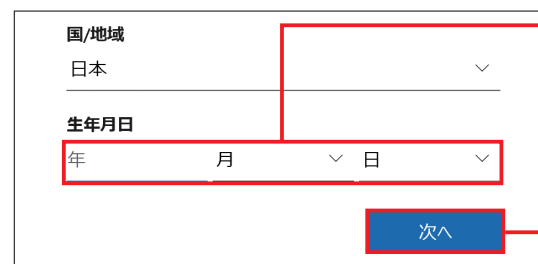 国/地域
日本
生年月日
年 月 日
次へ